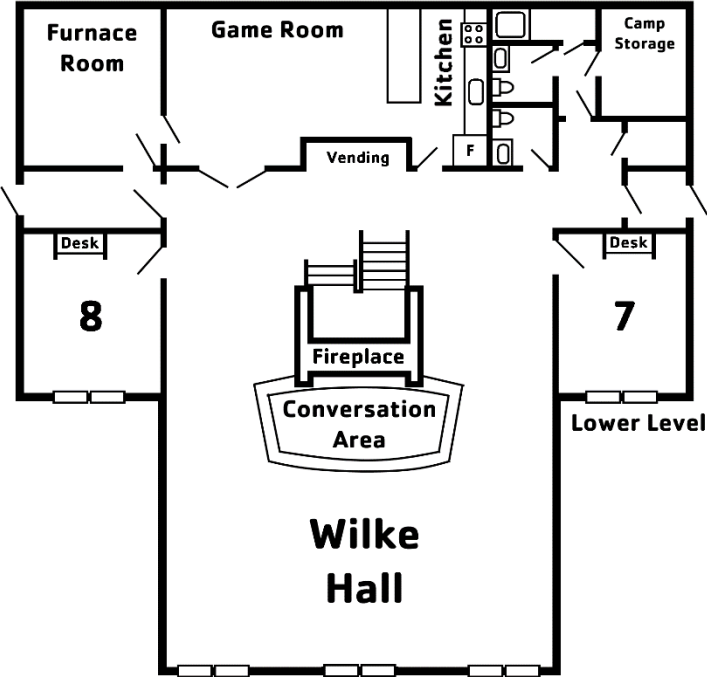 Furnace
Room
Game Room
Kitchen
Camp
Storage
Vending
F
Desk
Desk
8
7
Fireplace
Conversation
Area
Lower Level
Wilke
Hall